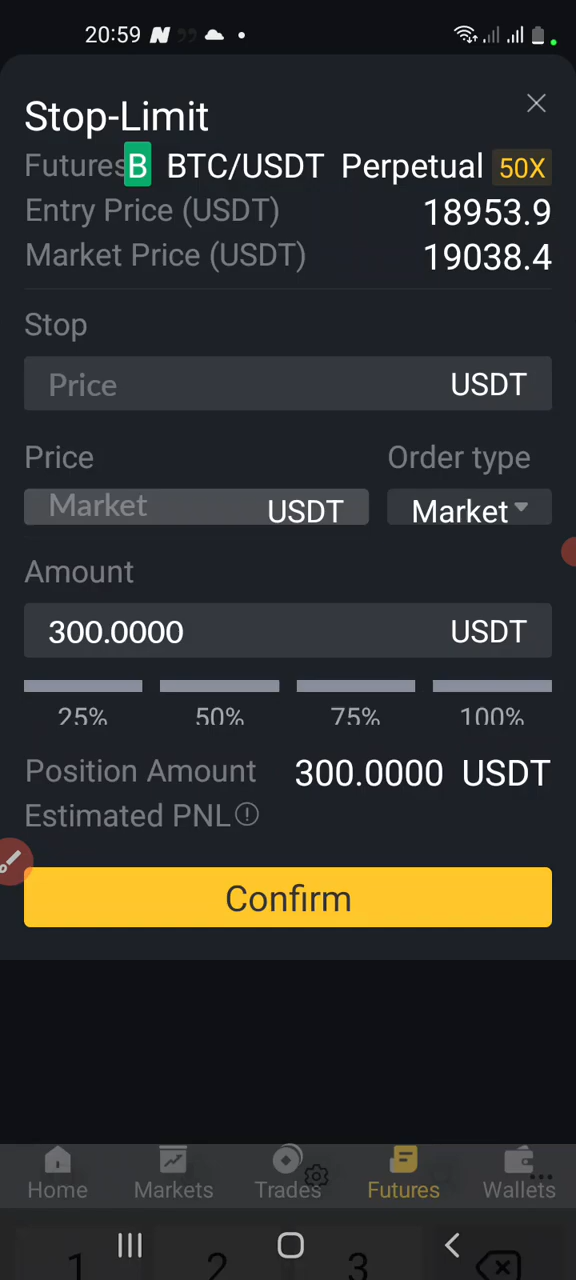 20:59
Stop-Limit
Futures B BTC/USDT Perpetual 50X
Entry Price (USDT) 18953.9
Market Price (USDT) 19038.4
Stop
Price USDT
Price Order type
Market USDT Market
Amount
300.0000 USDT
25% 50% 75% 100%
Position Amount 300.0000 USDT
Estimated PNL
Confirm
Home Markets Trades Futures Wallets
1 2 3